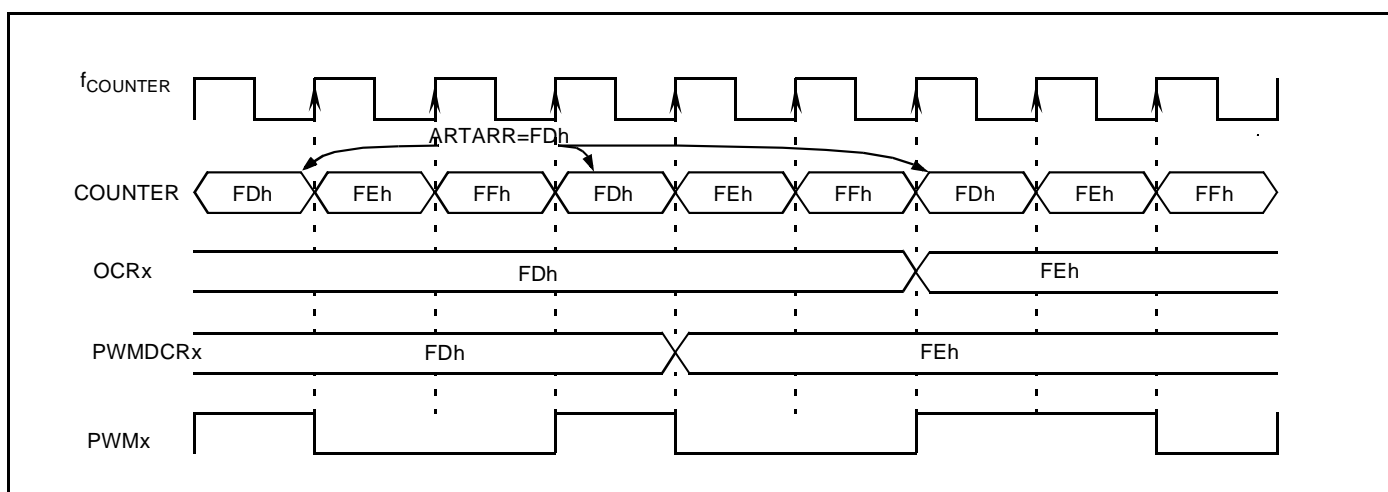 fCOUNTER
ARTARR=FDh
COUNTER FDh FEh FFh FDh FEh FFh FDh FEh FFh
OCRx FDh FEh
PWMDCRx FDh FEh
PWMx